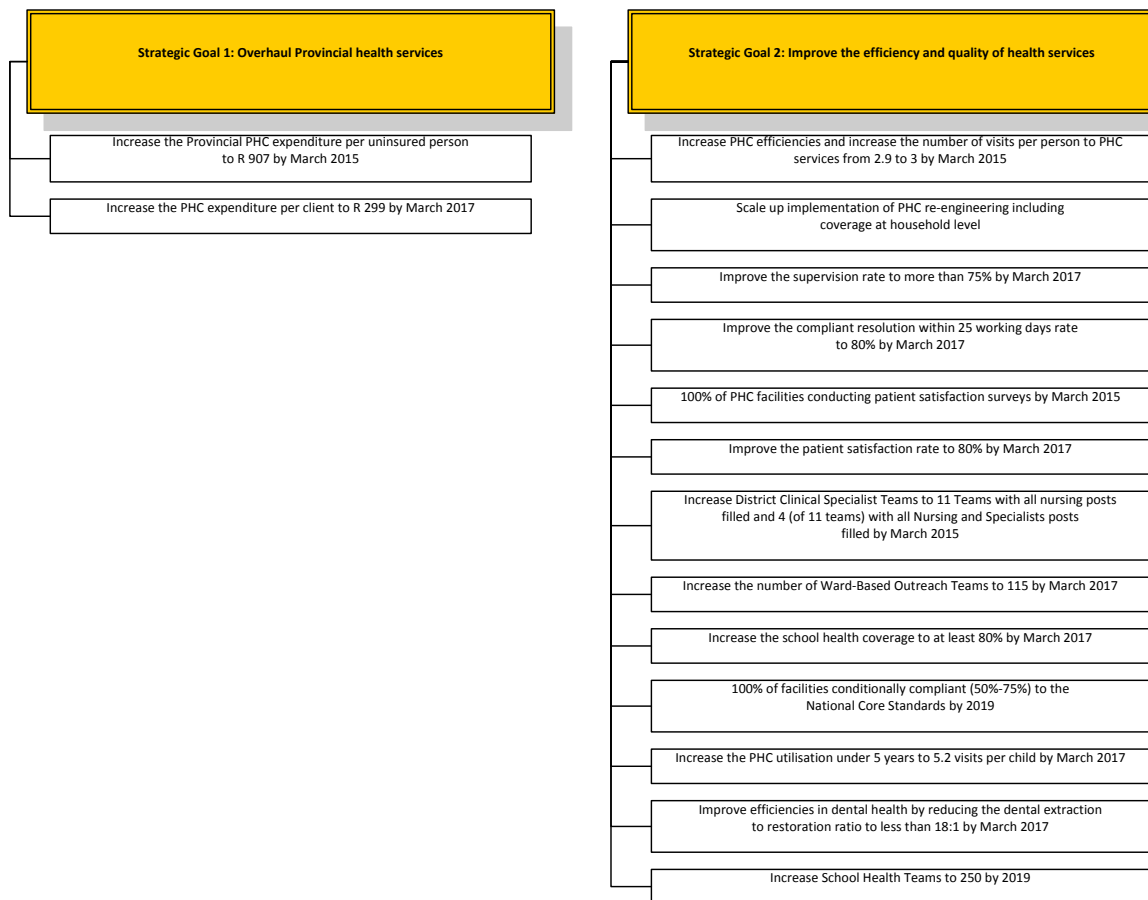 Strategic Goal 1: Overhaul Provincial health services
Increase the Provincial PHC expenditure per uninsured person
to R 907 by March 2015
Increase the PHC expenditure per client to R 299 by March 2017
Strategic Goal 2: Improve the efficiency and quality of health services
Increase PHC efficiencies and increase the number of visits per person to PHC
services from 2.9 to 3 by March 2015
Scale up implementation of PHC re-engineering including
coverage at household level
Improve the supervision rate to more than 75% by March 2017
Improve the compliant resolution within 25 working days rate
to 80% by March 2017
100% of PHC facilities conducting patient satisfaction surveys by March 2015
Improve the patient satisfaction rate to 80% by March 2017
Increase District Clinical Specialist Teams to 11 Teams with all nursing posts
filled and 4 (of 11 teams) with all Nursing and Specialists posts
filled by March 2015
Increase the number of Ward-Based Outreach Teams to 115 by March 2017
Increase the school health coverage to at least 80% by March 2017
100% of facilities conditionally compliant (50%-75%) to the
National Core Standards by 2019
Increase the PHC utilisation under 5 years to 5.2 visits per child by March 2017
Improve efficiencies in dental health by reducing the dental extraction
to restoration ratio to less than 18:1 by March 2017
Increase School Health Teams to 250 by 2019